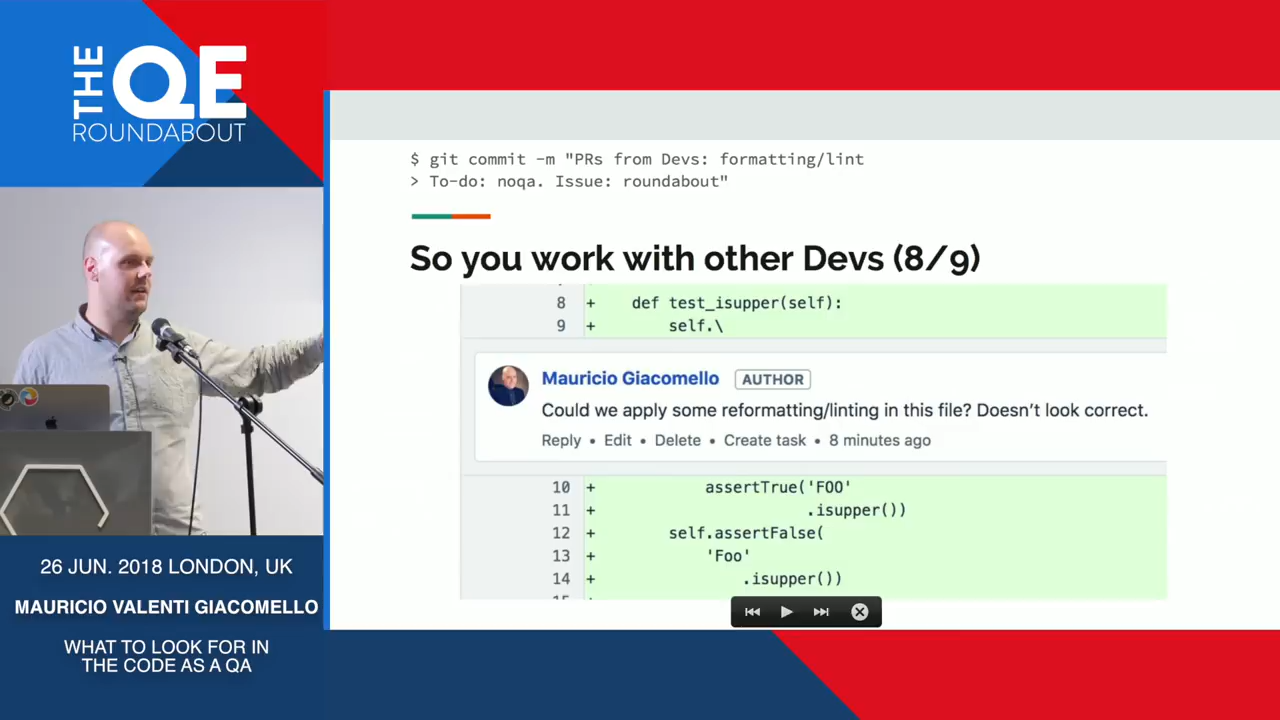 THE
QE
ROUNDABOUT
$ git commit -m "PRs from Devs: formatting/lint
> To-do: noqa. Issue: roundabout"
So you work with other Devs (8/9)
8 + def test_isupper(self):
9 + self.\
Mauricio Giacomello AUTHOR
Could we apply some reformatting/linting in this file? Doesn't look correct.
Reply • Edit • Delete • Create task • 8 minutes ago
10 + assertTrue('FOO'
11 + .isupper())
12 + self.assertFalse(
13 + 'Foo'
14 + .isupper())
26 JUN. 2018 LONDON, UK
MAURICIO VALENTI GIACOMELLO
WHAT TO LOOK FOR IN
THE CODE AS A QA